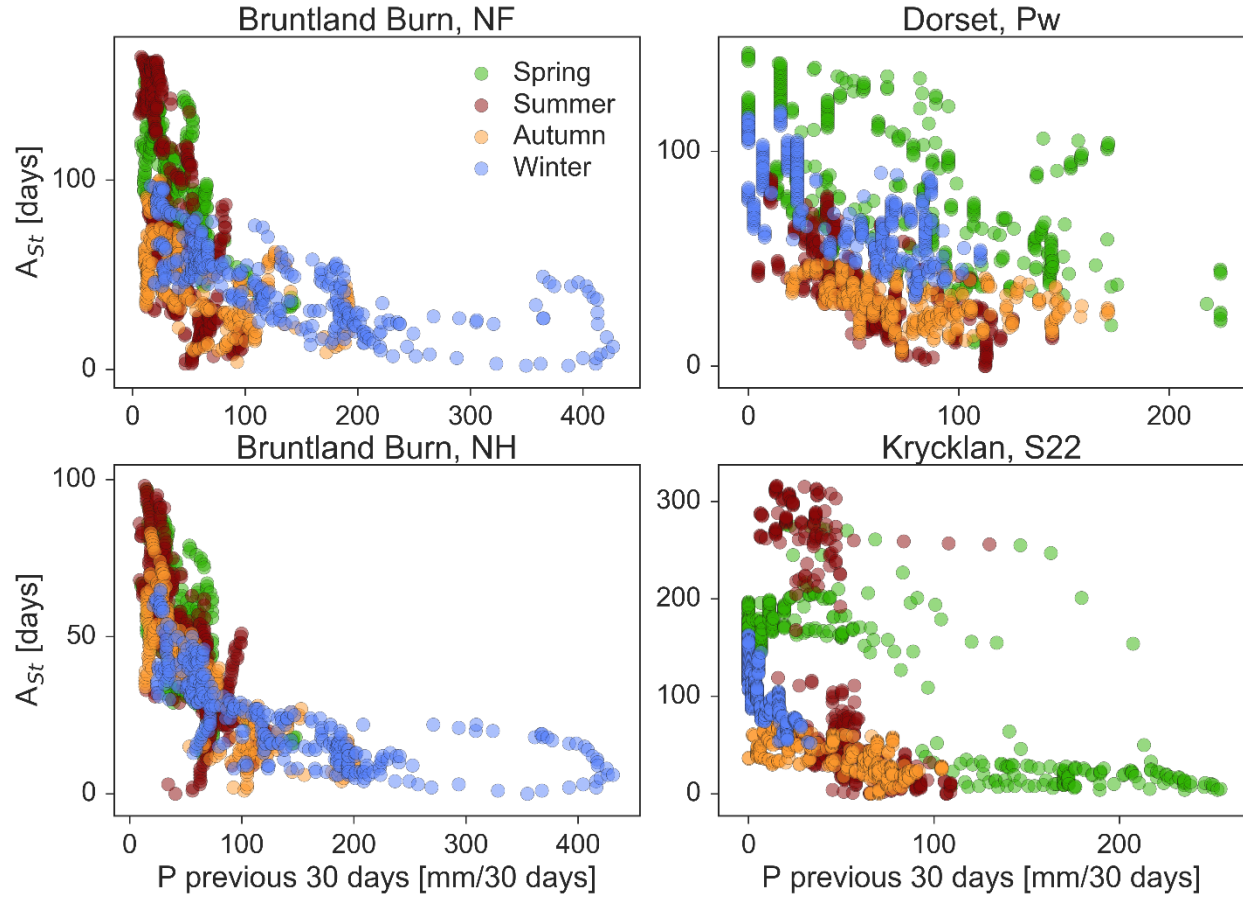 Bruntland Burn, NF
Dorset, Pw
Spring
Summer
Autumn
Winter
A_St [days]
100
0
0 100 200 300 400
100
0
0 100 200
Bruntland Burn, NH
Krycklan, S22
A_St [days]
100
50
0
0 100 200 300 400
P previous 30 days [mm/30 days]
300
200
100
0
0 100 200
P previous 30 days [mm/30 days]